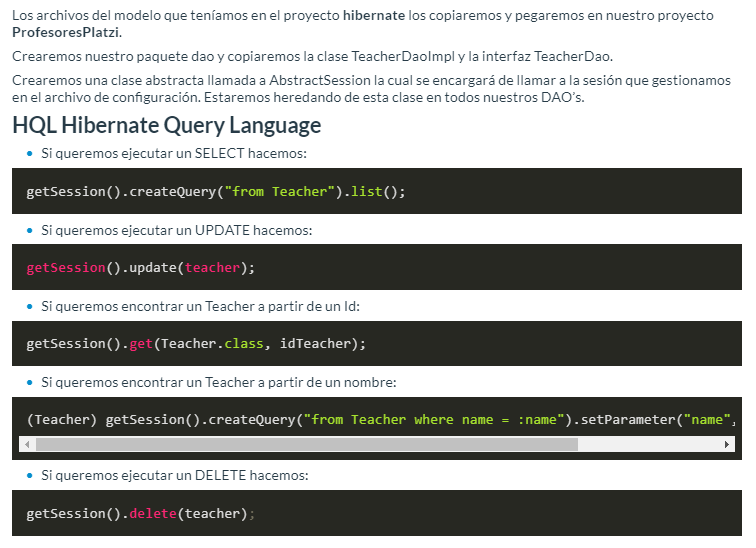 Los archivos del modelo que teníamos en el proyecto hibernate los copiaremos y pegaremos en nuestro proyecto
ProfesoresPlatzi.
Crearemos nuestro paquete dao y copiaremos la clase TeacherDaoImpl y la interfaz TeacherDao.
Crearemos una clase abstracta llamada a AbstractSession la cual se encargará de llamar a la sesión que gestionamos
en el archivo de configuración. Estaremos heredando de esta clase en todos nuestros DAO’s.
HQL Hibernate Query Language
• Si queremos ejecutar un SELECT hacemos:
getSession().createQuery("from Teacher").list();
• Si queremos ejecutar un UPDATE hacemos:
getSession().update(teacher);
• Si queremos encontrar un Teacher a partir de un Id:
getSession().get(Teacher.class, idTeacher);
• Si queremos encontrar un Teacher a partir de un nombre:
(Teacher) getSession().createQuery("from Teacher where name = :name").setParameter("name",
• Si queremos ejecutar un DELETE hacemos:
getSession().delete(teacher);